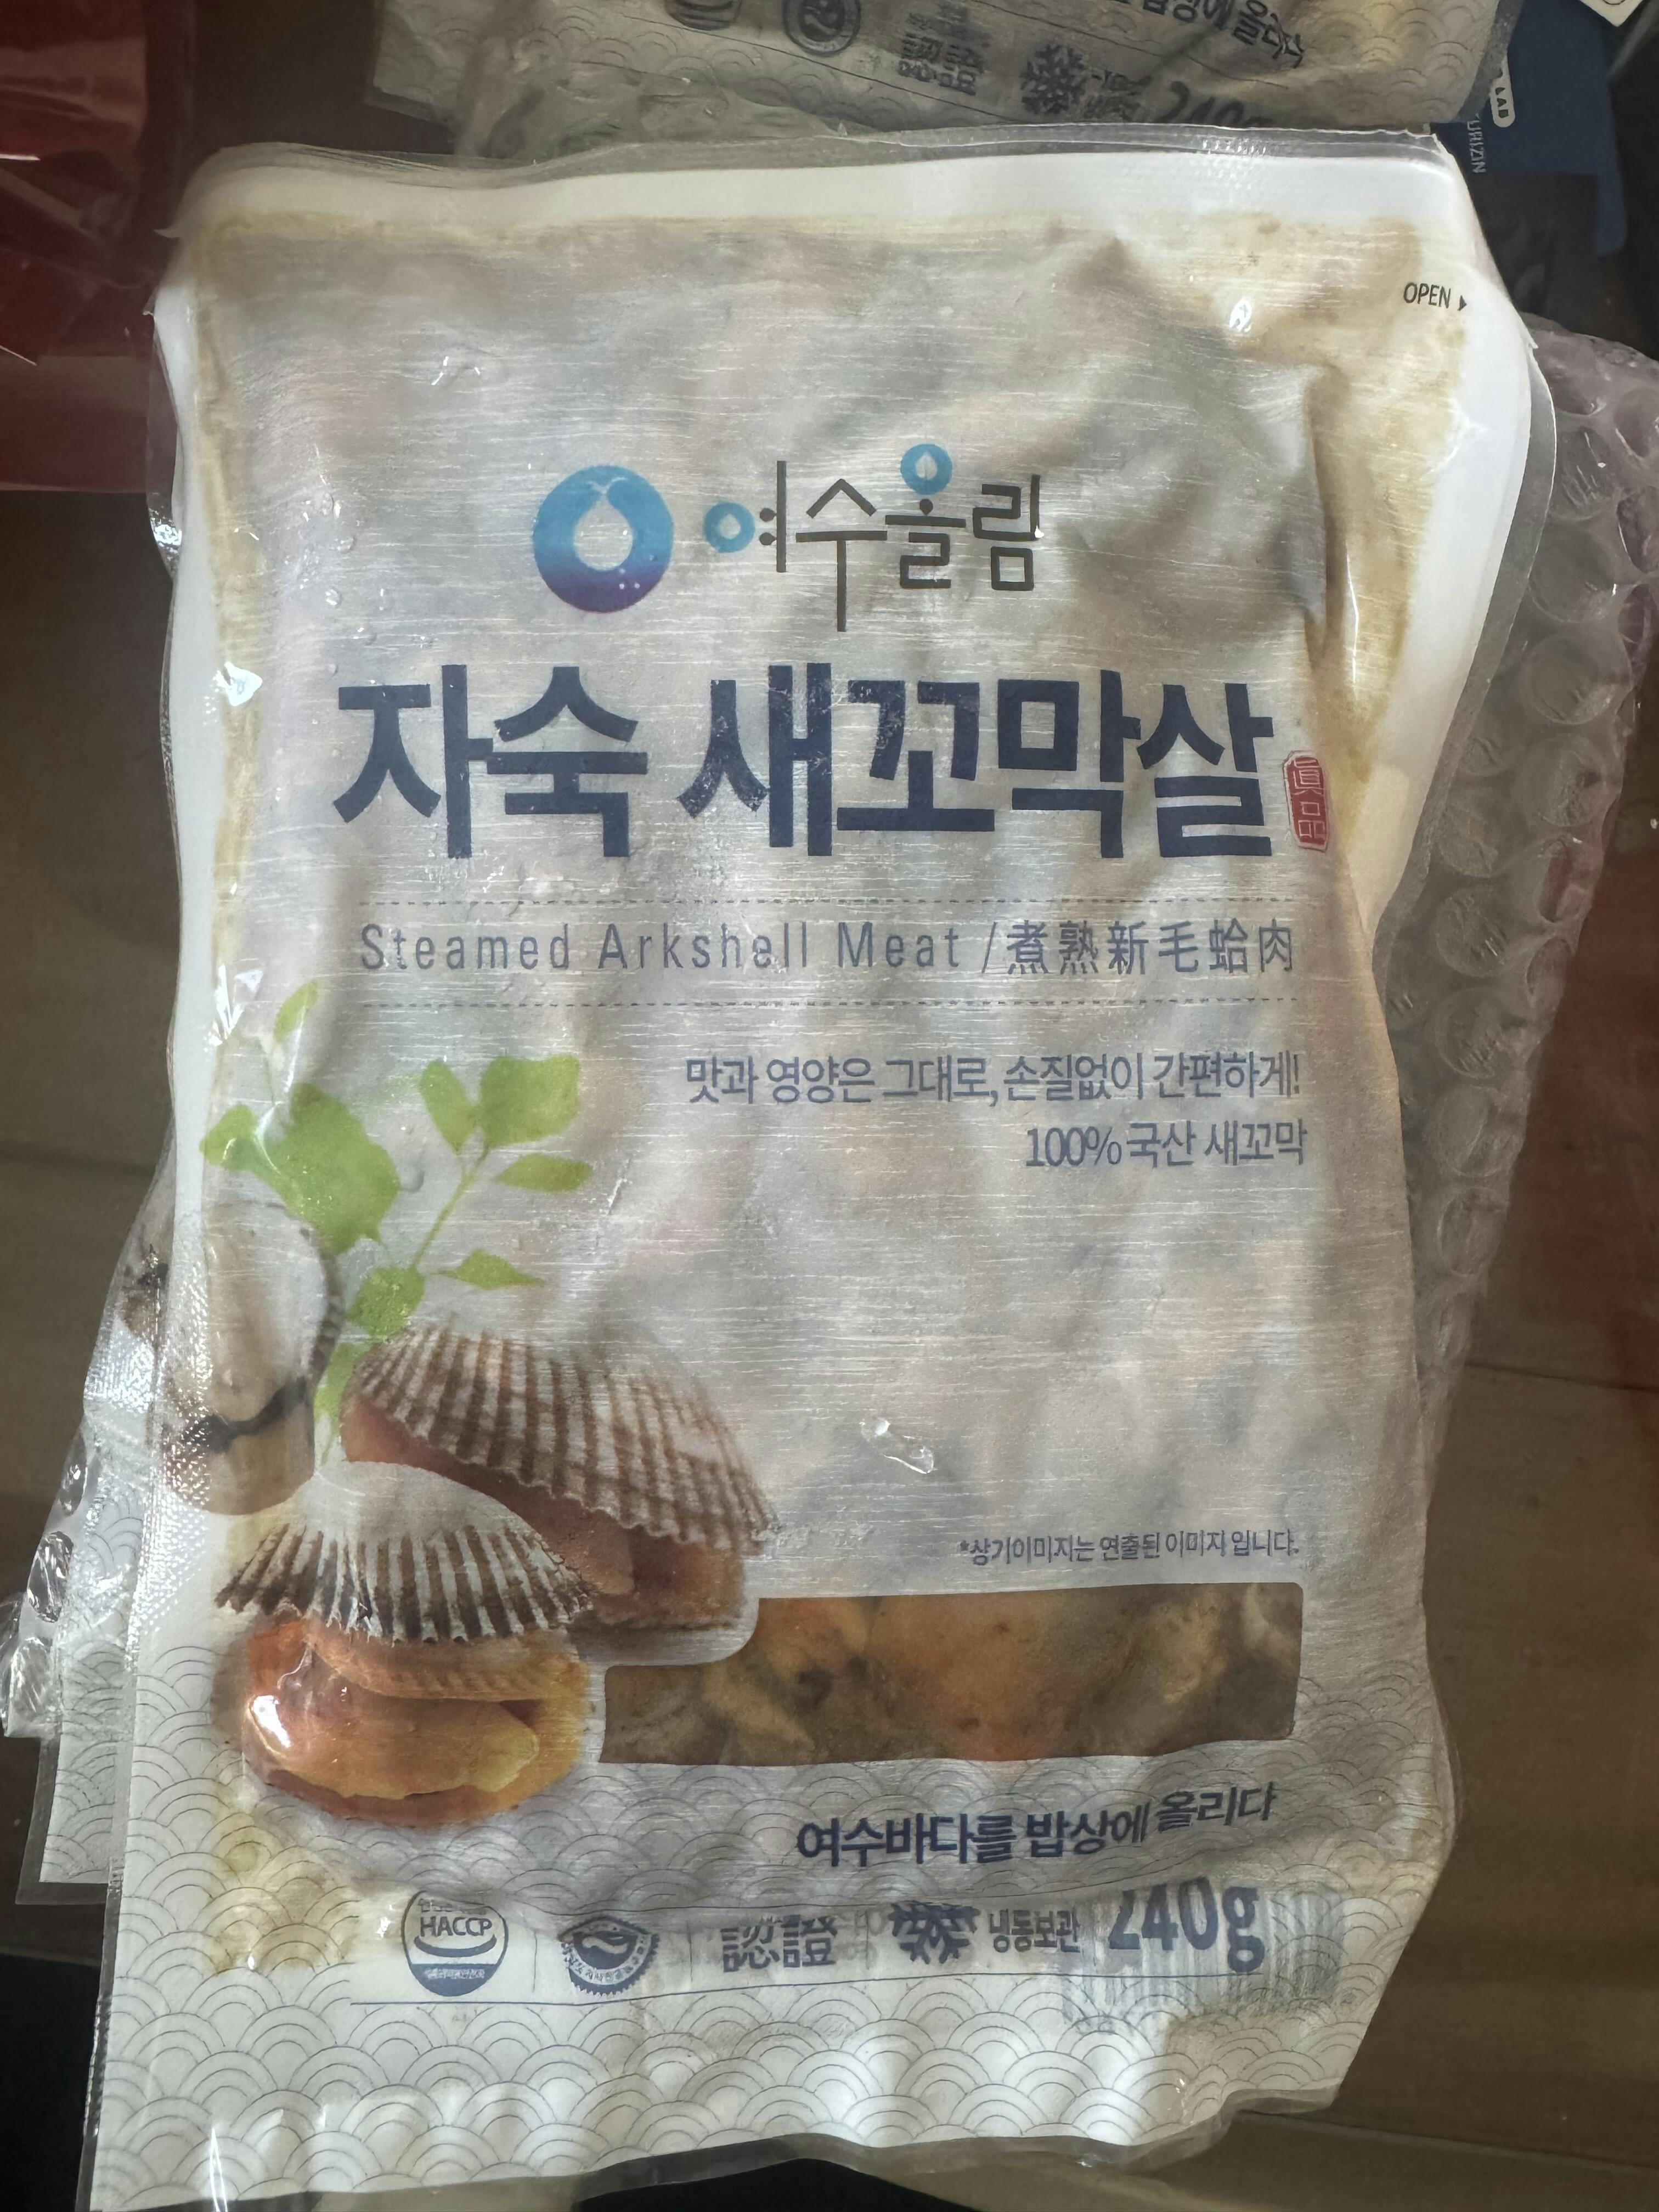 240g
OPEN
여수올림
자숙 새꼬막살
眞品
Steamed Arkshell Meat /煮熟新毛蛤肉
맛과 영양은 그대로, 손질없이 간편하게!
100% 국산 새꼬막
*상기이미지는 연출된 이미지 입니다.
여수바다를 밥상에 올리다
HACCP
認證
냉동보관
240g